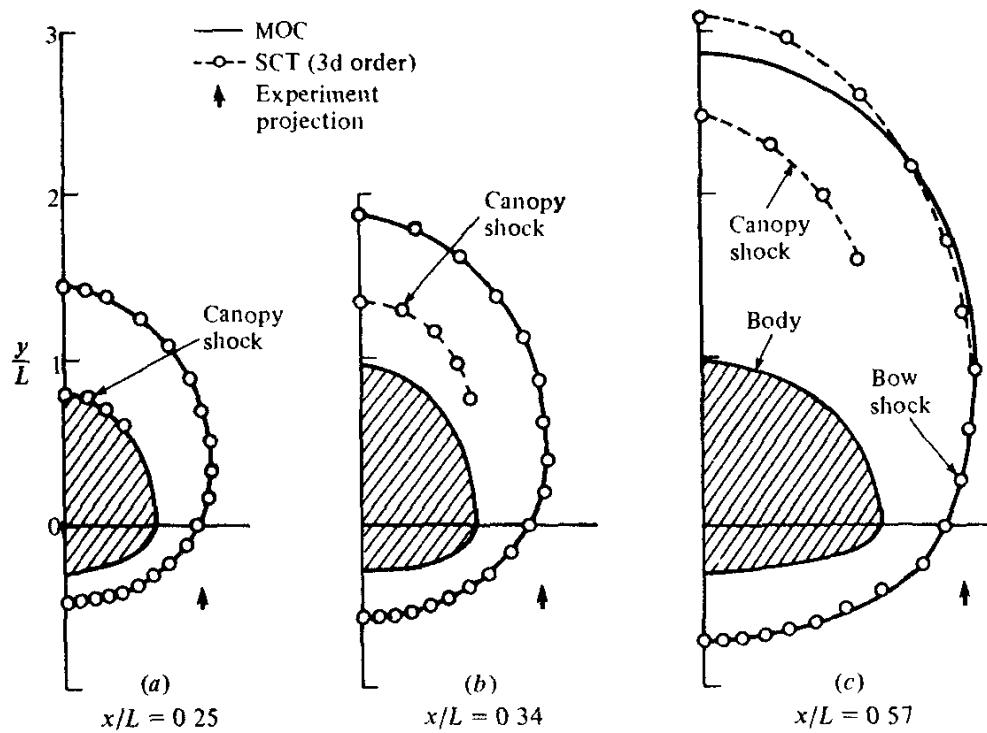 3
2
1
0
y
L
MOC
SCT (3d order)
Experiment
projection
Canopy
shock
(a)
x/L = 0 25
Canopy
shock
(b)
x/L = 0 34
Canopy
shock
Body
Bow
shock
(c)
x/L = 0 57